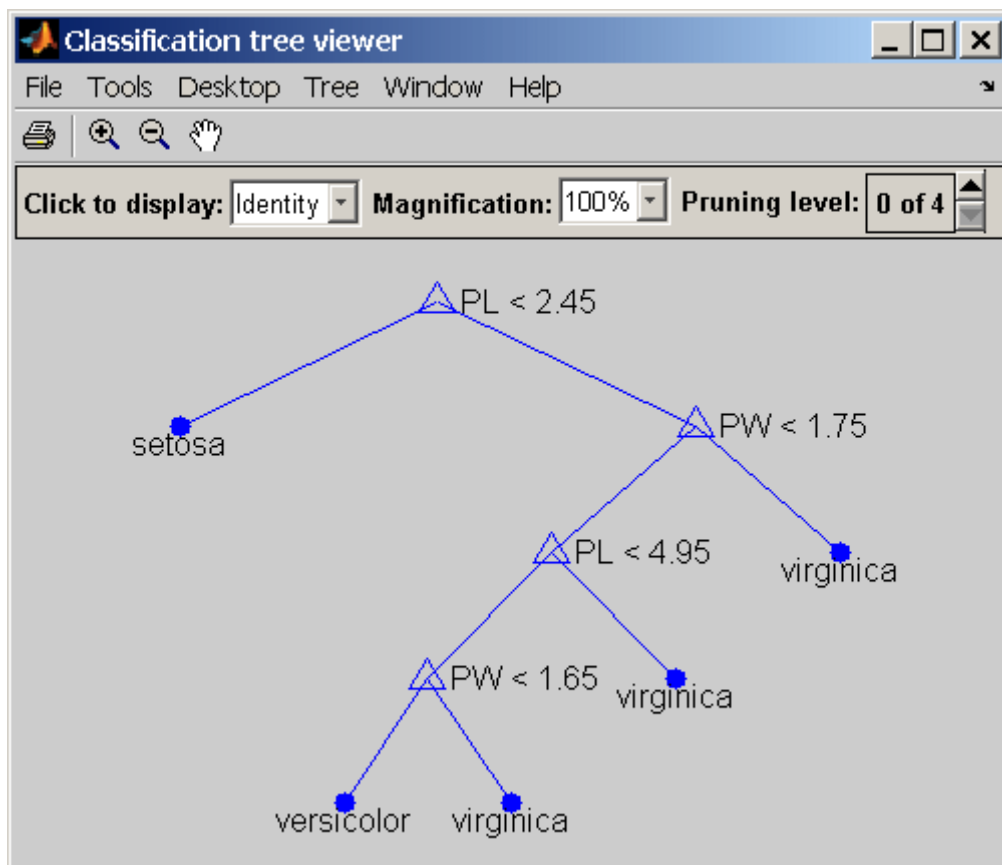 Classification tree viewer
File Tools Desktop Tree Window Help
Click to display: Identity Magnification: 100% Pruning level: 0 of 4
PL < 2.45
setosa
PW < 1.75
PL < 4.95
virginica
PW < 1.65
virginica
versicolor
virginica